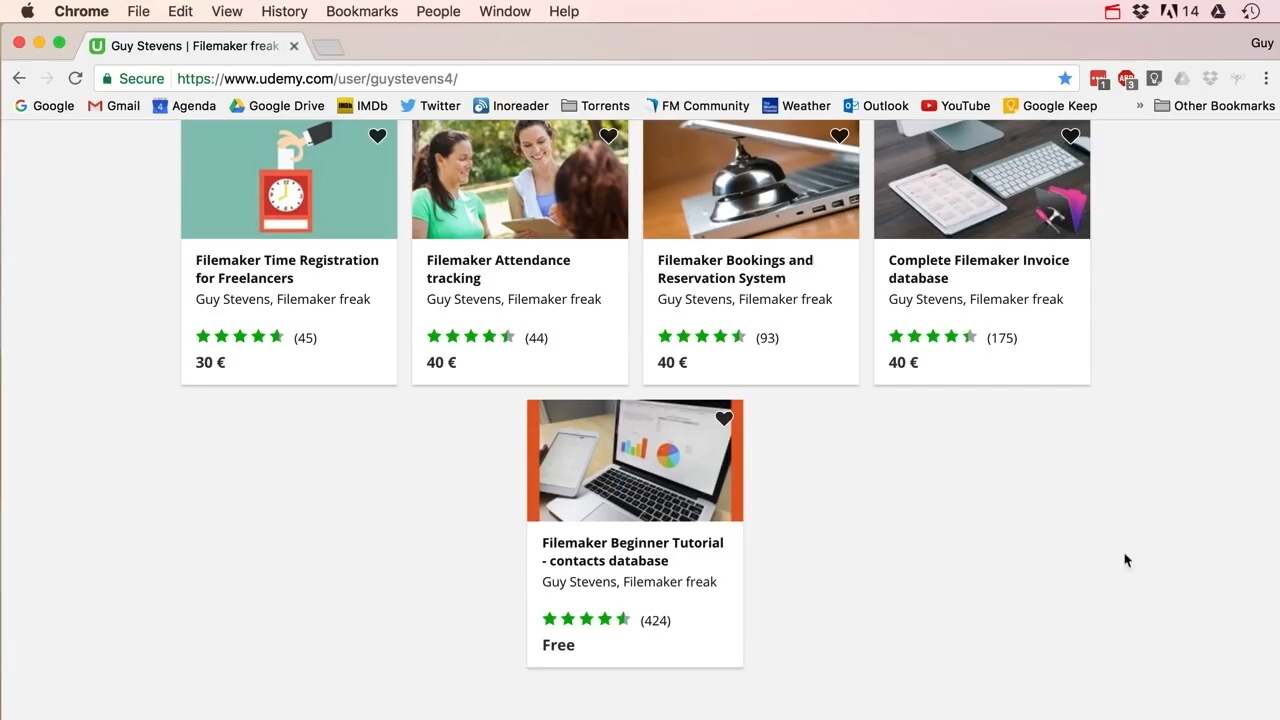 Chrome File Edit View History Bookmarks People Window Help 14
Guy Stevens | Filemaker freak Guy
Secure https://www.udemy.com/user/guystevens4/ 1 3
Google Gmail 4 Agenda Google Drive IMDb IMDb Twitter Inoreader Torrents FM Community Weather Outlook YouTube Google Keep » Other Bookmarks
Filemaker Time Registration
for Freelancers
Guy Stevens, Filemaker freak
(45)
30 €
Filemaker Attendance
tracking
Guy Stevens, Filemaker freak
(44)
40 €
Filemaker Bookings and
Reservation System
Guy Stevens, Filemaker freak
(93)
40 €
Complete Filemaker Invoice
database
Guy Stevens, Filemaker freak
(175)
40 €
Filemaker Beginner Tutorial
- contacts database
Guy Stevens, Filemaker freak
(424)
Free